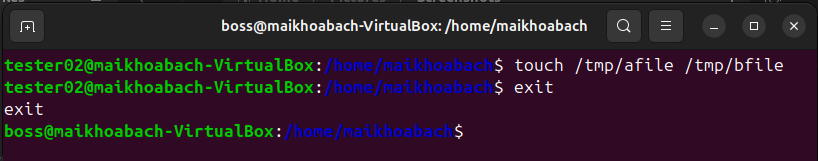 boss@maikhoabach-VirtualBox: /home/maikhoabach
tester02@maikhoabach-VirtualBox:/home/maikhoabach$ touch /tmp/afile /tmp/bfile
tester02@maikhoabach-VirtualBox:/home/maikhoabach$ exit
exit
boss@maikhoabach-VirtualBox:/home/maikhoabach$